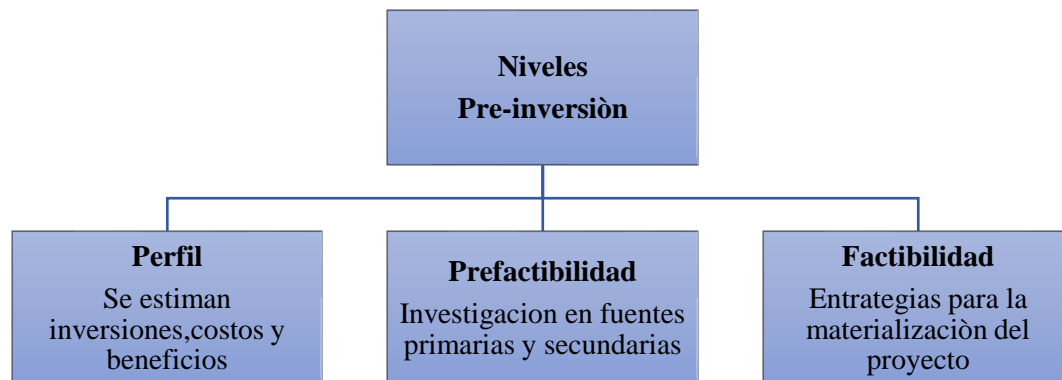 Niveles
Pre-inversiòn
Perfil
Se estiman
inversiones,costos y
beneficios
Prefactibilidad
Investigacion en fuentes
primarias y secundarias
Factibilidad
Entrategias para la
materializaciòn del
proyecto